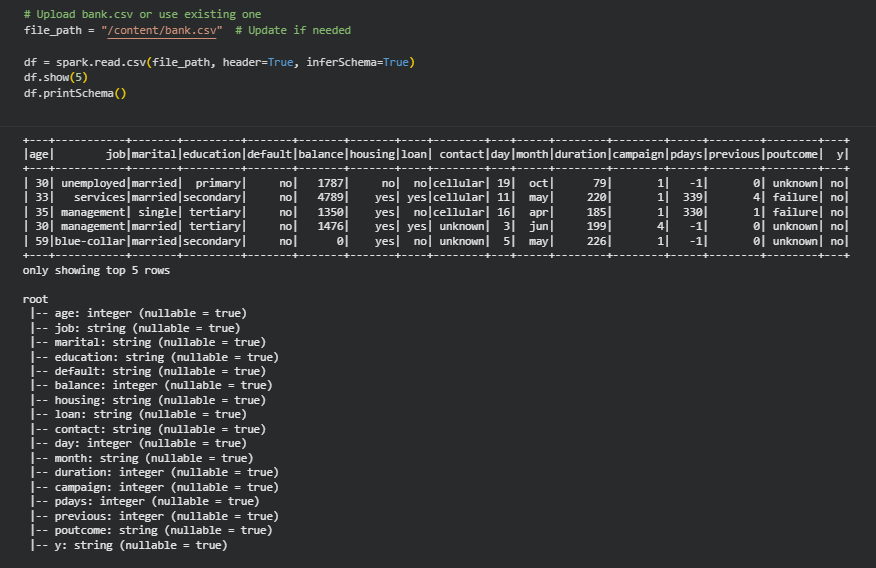 # Upload bank.csv or use existing one
file_path = "/content/bank.csv"  # Update if needed
df = spark.read.csv(file_path, header=True, inferSchema=True)
df.show(5)
df.printSchema()
+---+-----------+-------+---------+-------+-------+-------+----+--------+---+-----+--------+--------+-----+--------+--------+---+
|age|        job|marital|education|default|balance|housing|loan| contact|day|month|duration|campaign|pdays|previous|poutcome|  y|
+---+-----------+-------+---------+-------+-------+-------+----+--------+---+-----+--------+--------+-----+--------+--------+---+
| 30| unemployed|married|  primary|     no|   1787|     no|  no|cellular| 19|  oct|      79|       1|   -1|       0| unknown| no|
| 33|   services|married|secondary|     no|   4789|    yes| yes|cellular| 11|  may|     220|       1|  339|       4| failure| no|
| 35| management| single| tertiary|     no|   1350|    yes|  no|cellular| 16|  apr|     185|       1|  330|       1| failure| no|
| 30| management|married| tertiary|     no|   1476|    yes| yes| unknown|  3|  jun|     199|       4|   -1|       0| unknown| no|
| 59|blue-collar|married|secondary|     no|      0|    yes|  no| unknown|  5|  may|     226|       1|   -1|       0| unknown| no|
+---+-----------+-------+---------+-------+-------+-------+----+--------+---+-----+--------+--------+-----+--------+--------+---+
only showing top 5 rows
root
 |-- age: integer (nullable = true)
 |-- job: string (nullable = true)
 |-- marital: string (nullable = true)
 |-- education: string (nullable = true)
 |-- default: string (nullable = true)
 |-- balance: integer (nullable = true)
 |-- housing: string (nullable = true)
 |-- loan: string (nullable = true)
 |-- contact: string (nullable = true)
 |-- day: integer (nullable = true)
 |-- month: string (nullable = true)
 |-- duration: integer (nullable = true)
 |-- campaign: integer (nullable = true)
 |-- pdays: integer (nullable = true)
 |-- previous: integer (nullable = true)
 |-- poutcome: string (nullable = true)
 |-- y: string (nullable = true)